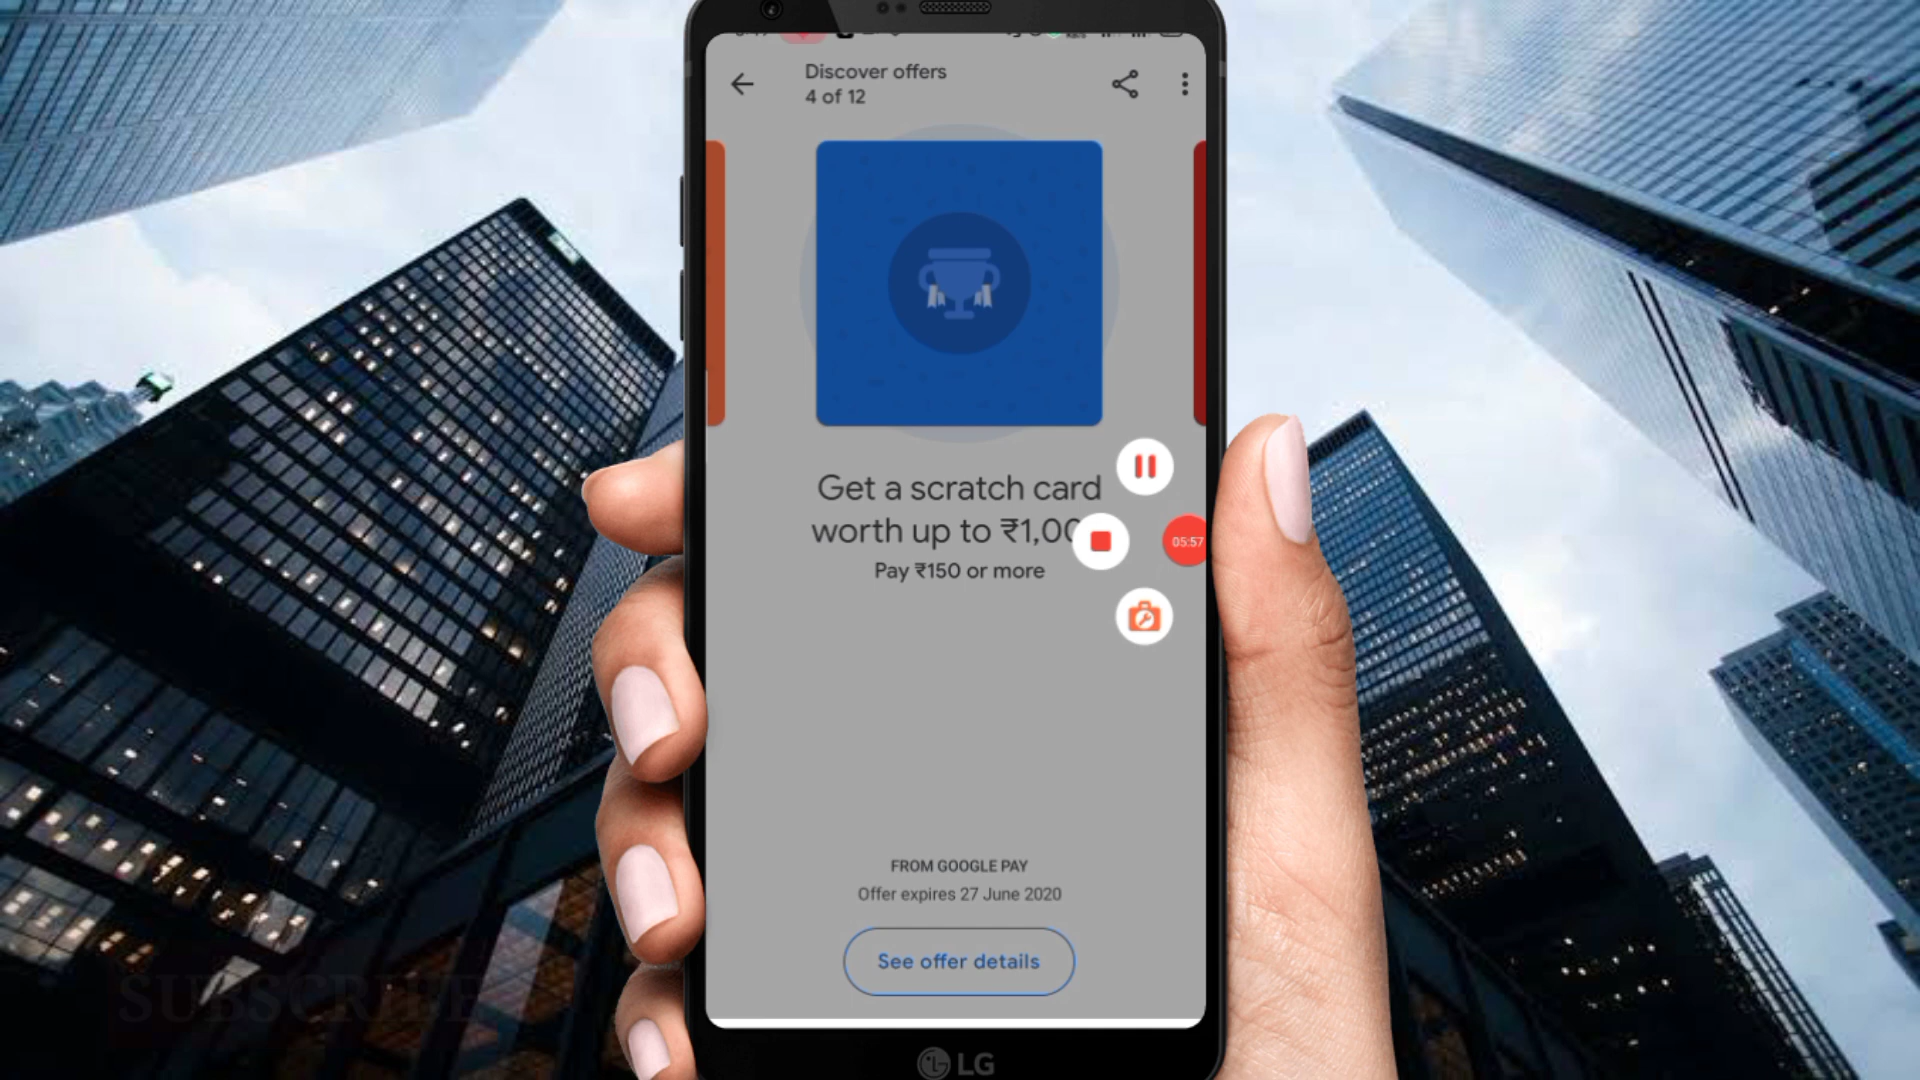 Discover offers
4 of 12
Get a scratch card
worth up to ₹1,00
Pay ₹150 or more
05:57
FROM GOOGLE PAY
Offer expires 27 June 2020
See offer details
SUBSCRIBE
LG